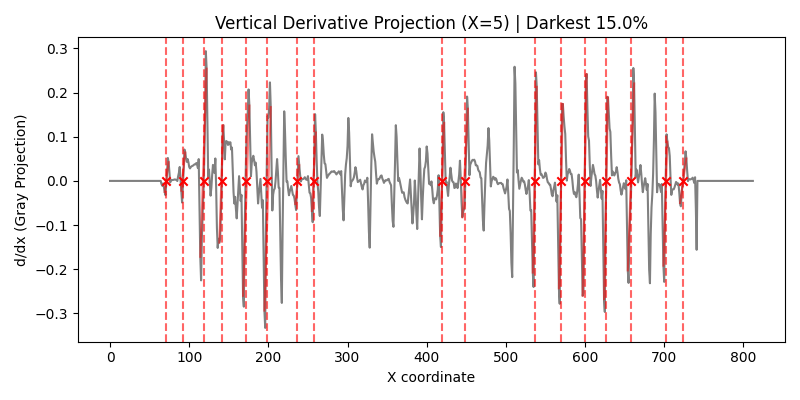 Vertical Derivative Projection (X=5) | Darkest 15.0%
0.3
0.2
0.1
0.0
−0.1
−0.2
−0.3
d/dx (Gray Projection)
0 100 200 300 400 500 600 700 800
X coordinate